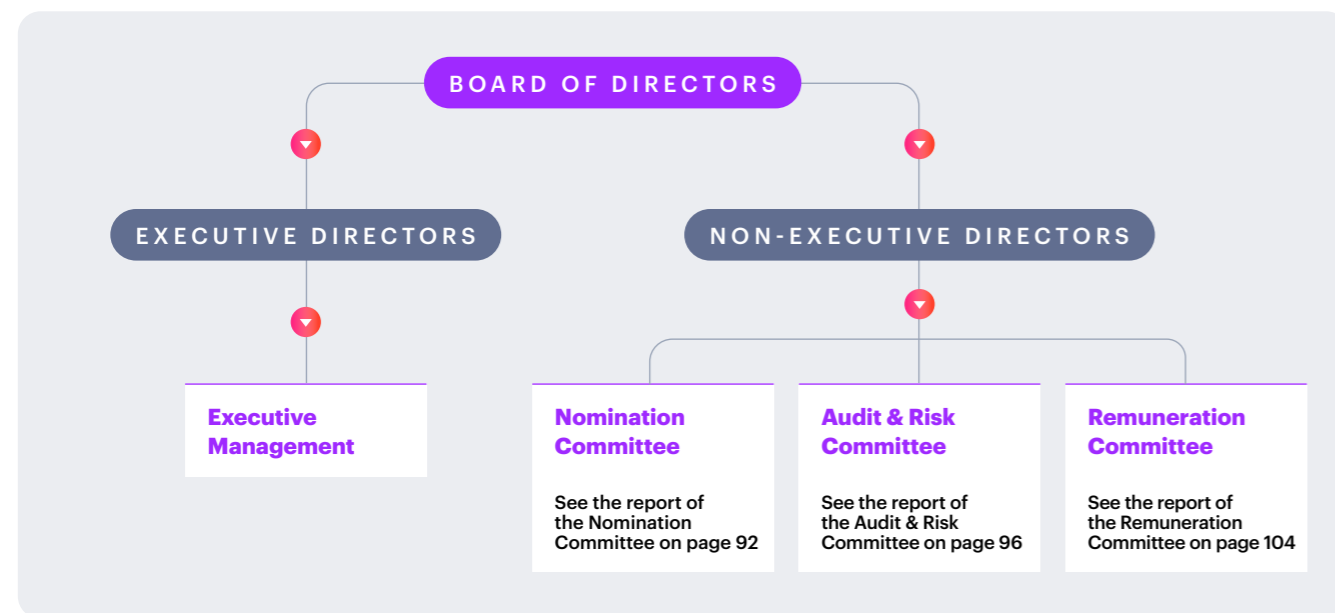 BOARD OF DIRECTORS
EXECUTIVE DIRECTORS
NON-EXECUTIVE DIRECTORS
Executive
Management
Nomination
Committee
See the report of
the Nomination
Committee on page 92
Audit & Risk
Committee
See the report of
the Audit & Risk
Committee on page 96
Remuneration
Committee
See the report of
the Remuneration
Committee on page 104